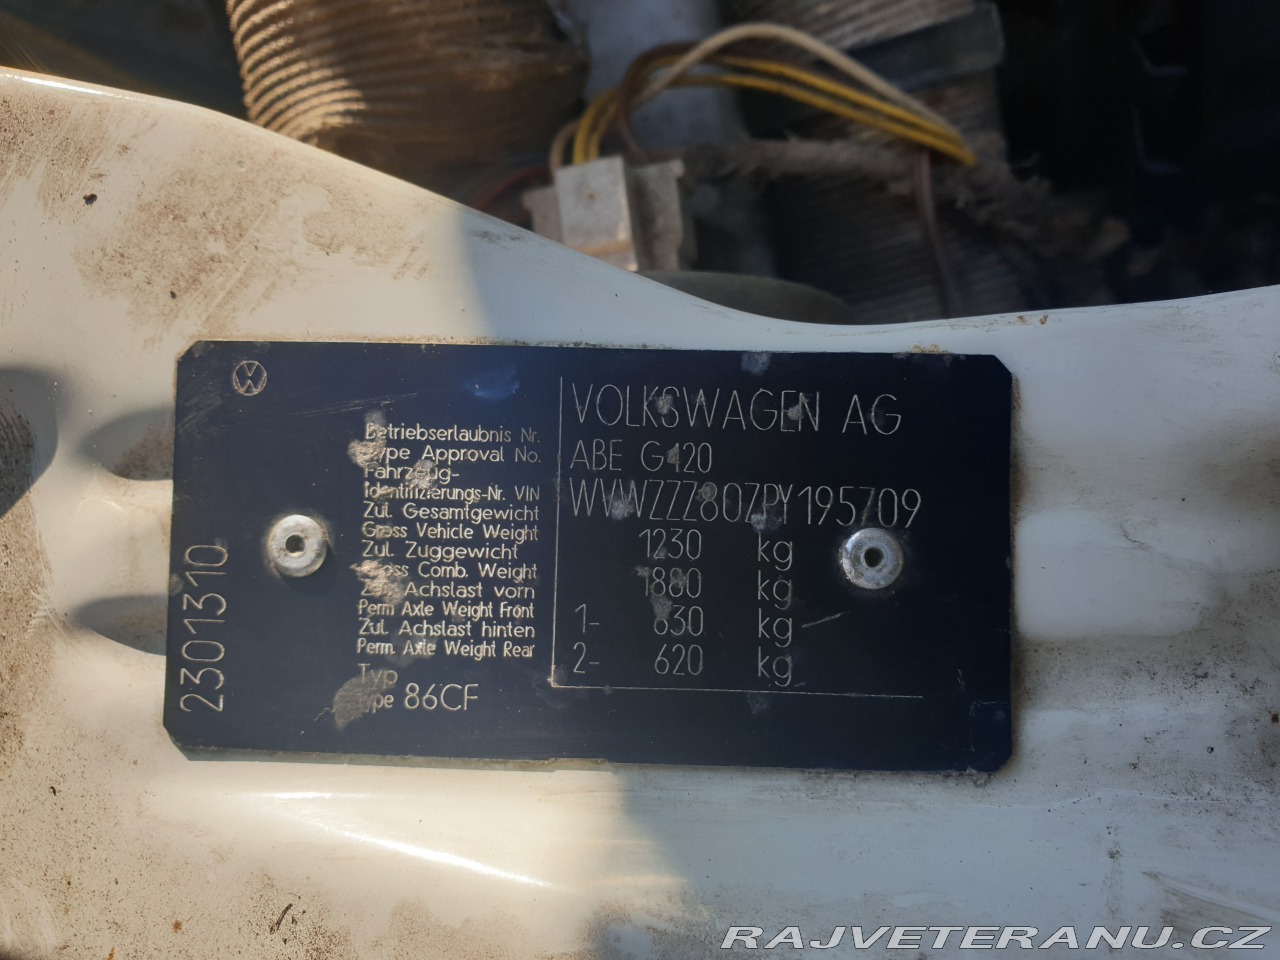 VOLKSWAGEN AG
Betriebserlaubnis Nr.
Type Approval No. ABE G420
Fahrzeug-
Identifizierungs-Nr. VIN WVWZZZ80ZPY195709
Zul. Gesamtgewicht
Gross Vehicle Weight 1230 kg
Zul. Zuggewicht
Gross Comb. Weight 1880 kg
Zul. Achslast vorn
Perm Axle Weight Front 1- 630 kg
Zul. Achslast hinten
Perm. Axle Weight Rear 2- 620 kg
Typ
Type 86CF
2301310
RAJVETERANU.CZ